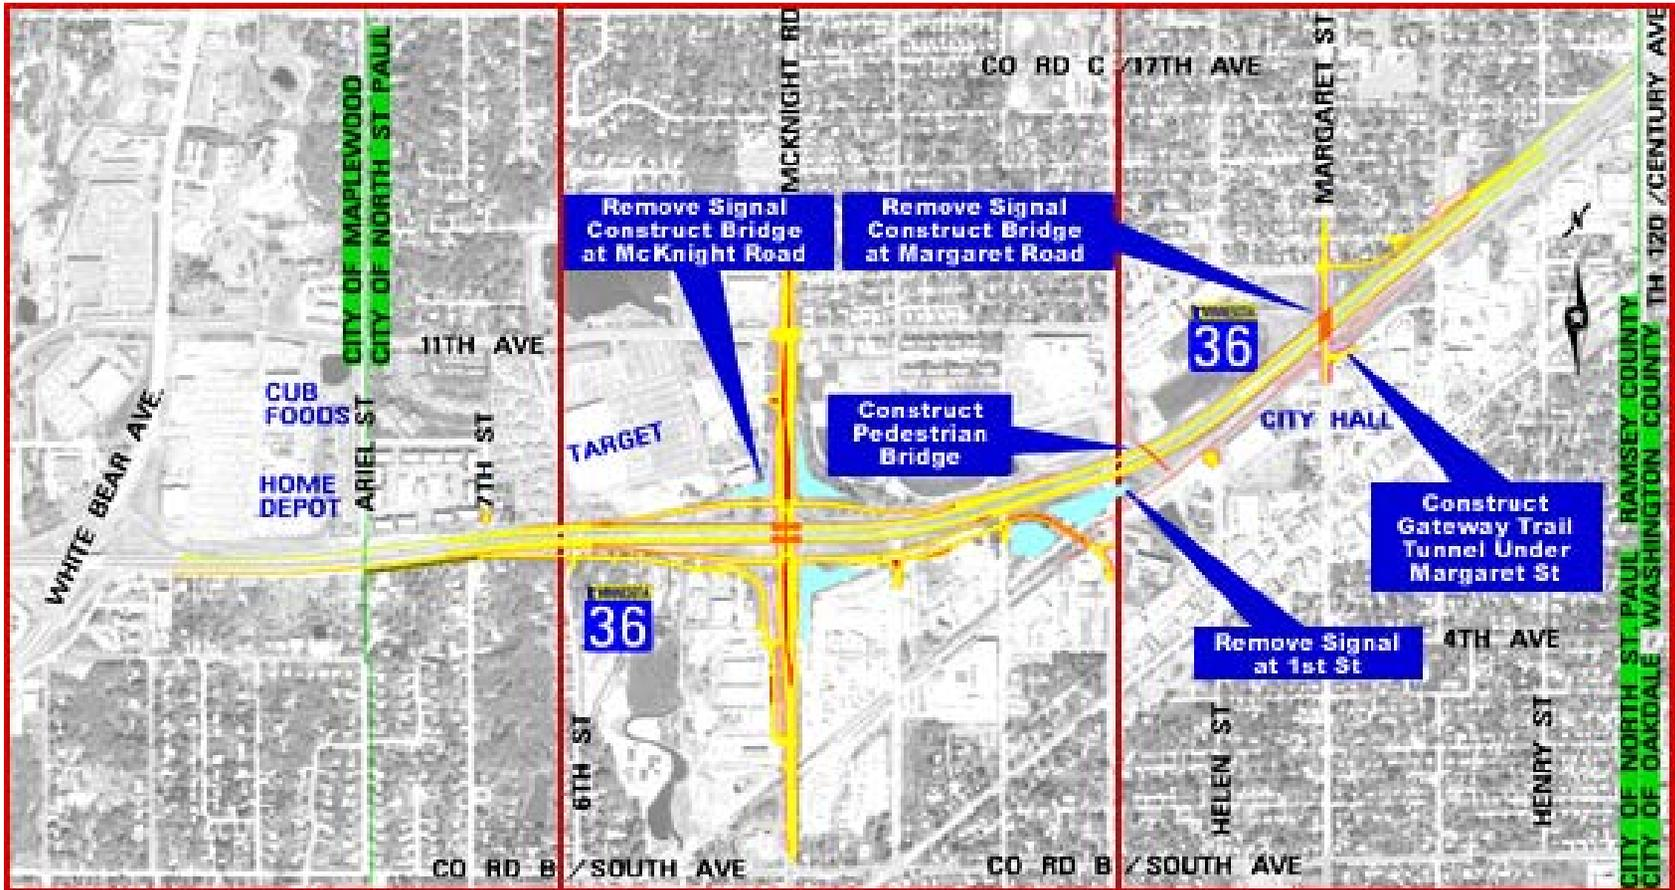 CO RD C /17TH AVE
MCKNIGHT RD
MARGARET ST
TH 120 /CENTURY AVE
CITY OF MAPLEWOOD
CITY OF NORTH ST PAUL
Remove Signal
Construct Bridge
at McKnight Road
Remove Signal
Construct Bridge
at Margaret Road
11TH AVE
MINNESOTA
36
CUB
FOODS
ARIEL ST
WHITE BEAR AVE.
HOME
DEPOT
7TH ST
TARGET
Construct
Pedestrian
Bridge
CITY HALL
Construct
Gateway Trail
Tunnel Under
Margaret St
MINNESOTA
36
Remove Signal
at 1st St
4TH AVE
6TH ST
HELEN ST
HENRY ST
CITY OF NORTH ST PAUL RAMSEY COUNTY
CITY OF OAKDALE - WASHINGTON COUNTY
CO RD B /SOUTH AVE
CO RD B /SOUTH AVE